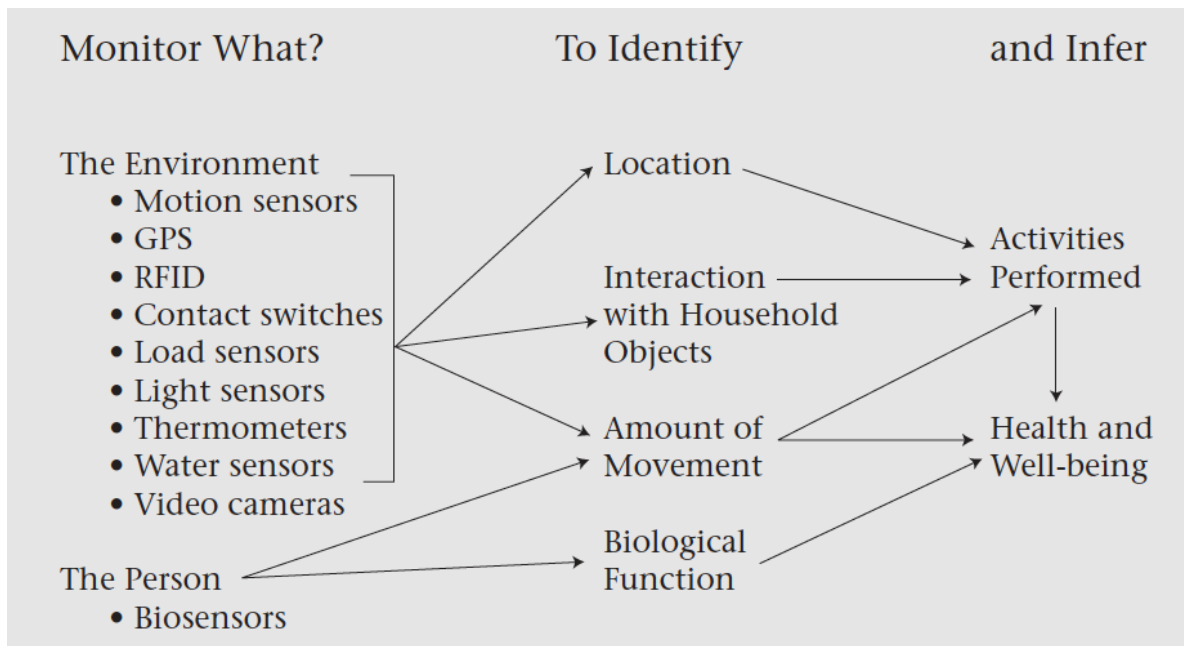 Monitor What?
To Identify
and Infer
The Environment
• Motion sensors
• GPS
• RFID
• Contact switches
• Load sensors
• Light sensors
• Thermometers
• Water sensors
• Video cameras
The Person
• Biosensors
Location
Interaction
with Household
Objects
Amount of
Movement
Biological
Function
Activities
Performed
Health and
Well-being